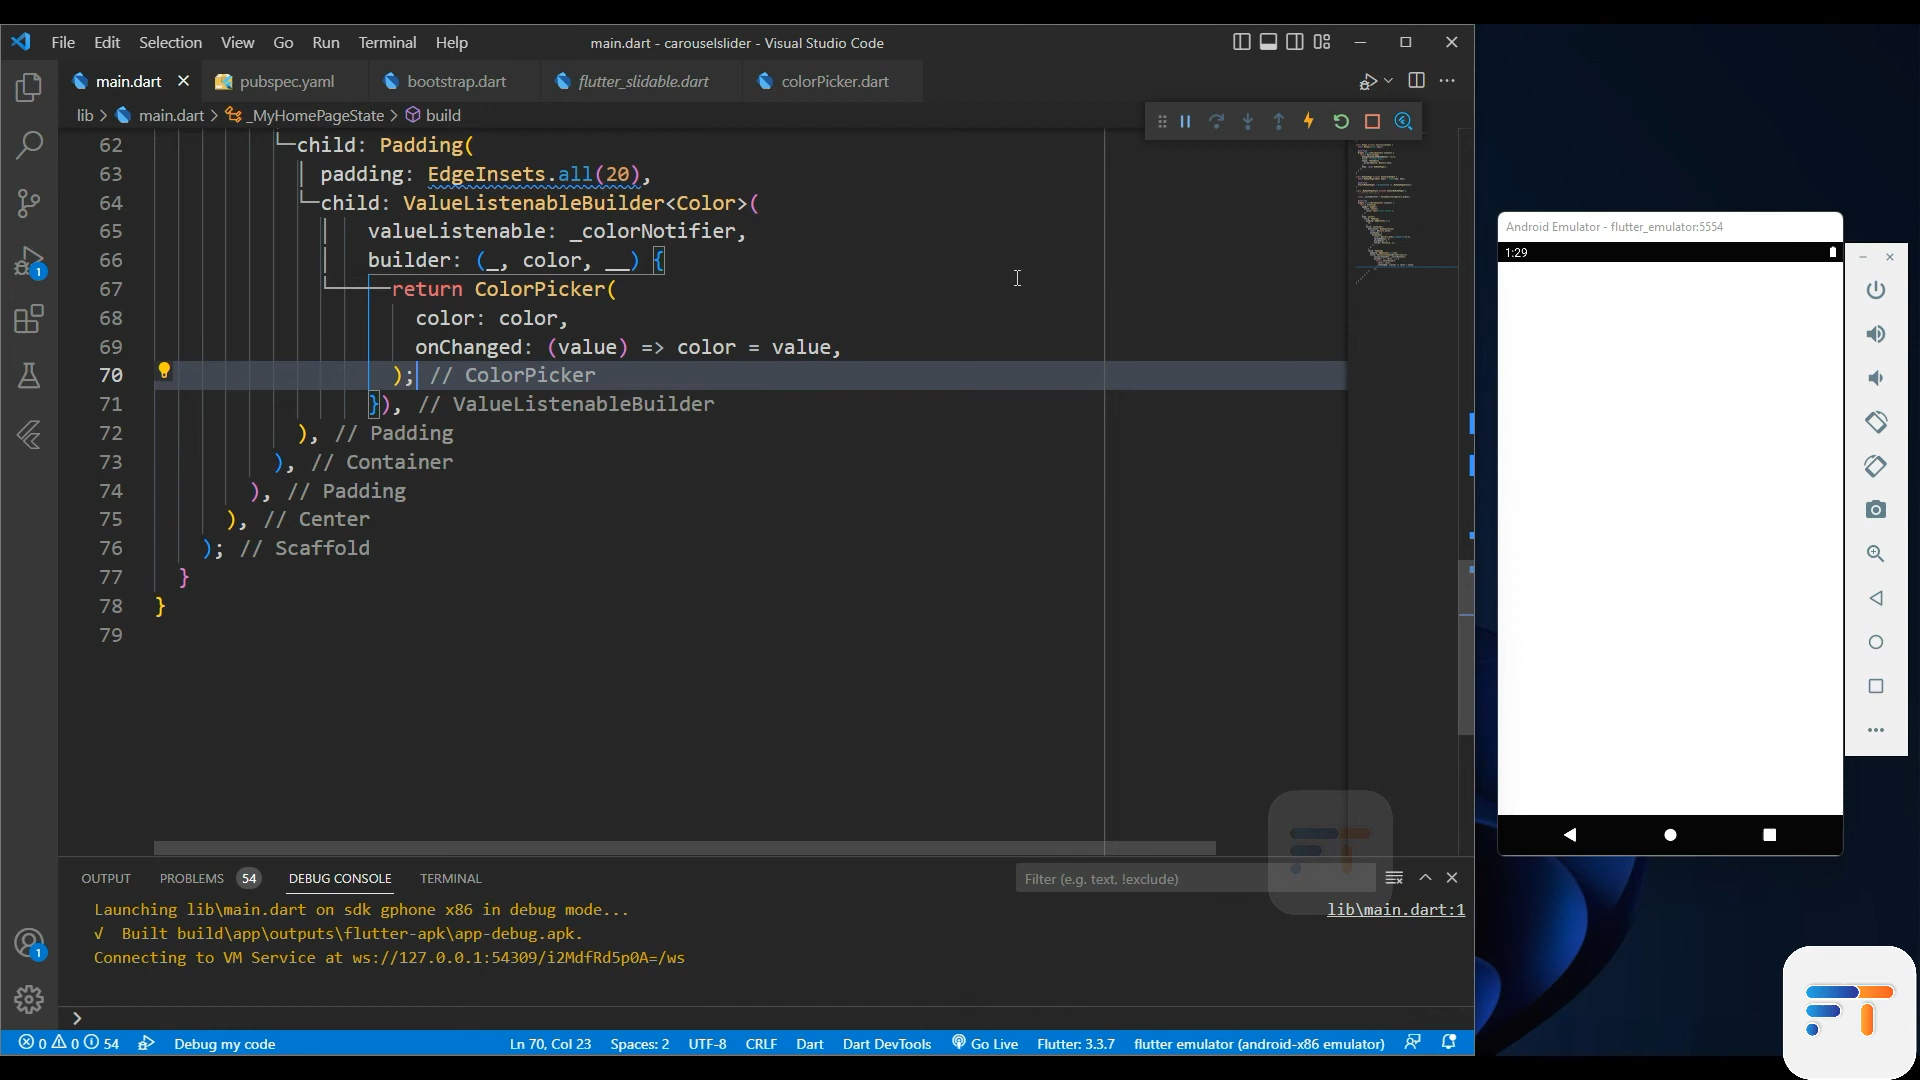 File Edit Selection View Go Run Terminal Help
main.dart - carouselslider - Visual Studio Code
main.dart pubspec.yaml bootstrap.dart flutter_slidable.dart colorPicker.dart
lib > main.dart > _MyHomePageState > build
62 child: Padding(
63 padding: EdgeInsets.all(20),
64 child: ValueListenableBuilder<Color>(
65 valueListenable: _colorNotifier,
66 builder: (_, color, __) {
67 return ColorPicker(
68 color: color,
69 onChanged: (value) => color = value,
70 ); // ColorPicker
71 }), // ValueListenableBuilder
72 ), // Padding
73 ), // Container
74 ), // Padding
75 ), // Center
76 ); // Scaffold
77 }
78 }
79
1
1
OUTPUT PROBLEMS 54 DEBUG CONSOLE TERMINAL
Filter (e.g. text, !exclude)
Launching lib\main.dart on sdk gphone x86 in debug mode...
lib\main.dart:1
√ Built build\app\outputs\flutter-apk\app-debug.apk.
Connecting to VM Service at ws://127.0.0.1:54309/i2MdfRd5p0A=/ws
>
0 0 54 Debug my code Ln 70, Col 23 Spaces: 2 UTF-8 CRLF Dart Dart DevTools Go Live Flutter: 3.3.7 flutter emulator (android-x86 emulator)
Android Emulator - flutter_emulator:5554
1:29